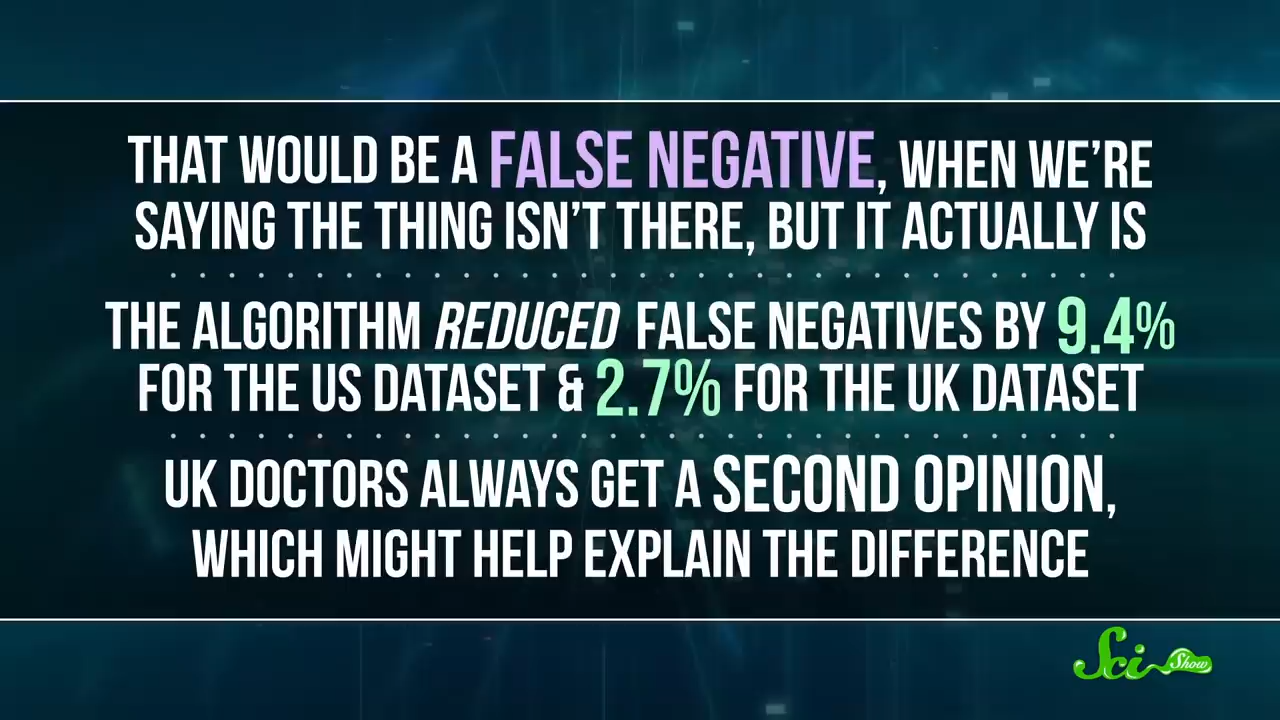 THAT WOULD BE A FALSE NEGATIVE, WHEN WE'RE
SAYING THE THING ISN'T THERE, BUT IT ACTUALLY IS
THE ALGORITHM REDUCED FALSE NEGATIVES BY 9.4%
FOR THE US DATASET & 2.7% FOR THE UK DATASET
UK DOCTORS ALWAYS GET A SECOND OPINION,
WHICH MIGHT HELP EXPLAIN THE DIFFERENCE
Sci Show